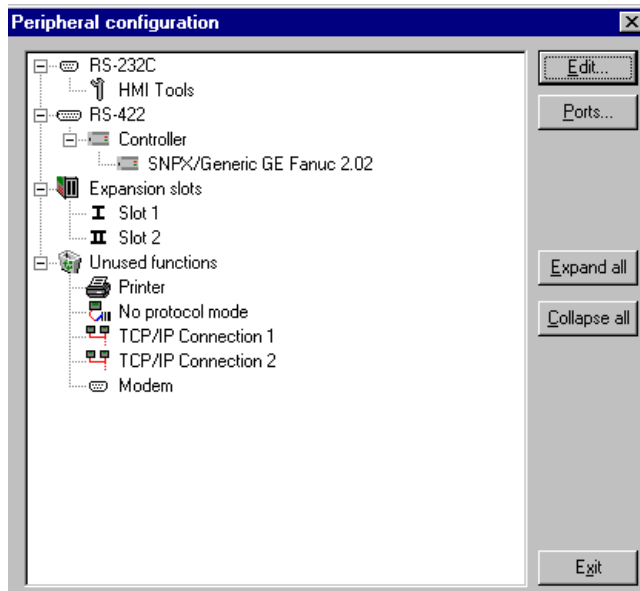 Peripheral configuration
RS-232C
HMI Tools
RS-422
Controller
SNPX/Generic GE Fanuc 2.02
Expansion slots
Slot 1
Slot 2
Unused functions
Printer
No protocol mode
TCP/IP Connection 1
TCP/IP Connection 2
Modem
Edit...
Ports...
Expand all
Collapse all
Exit